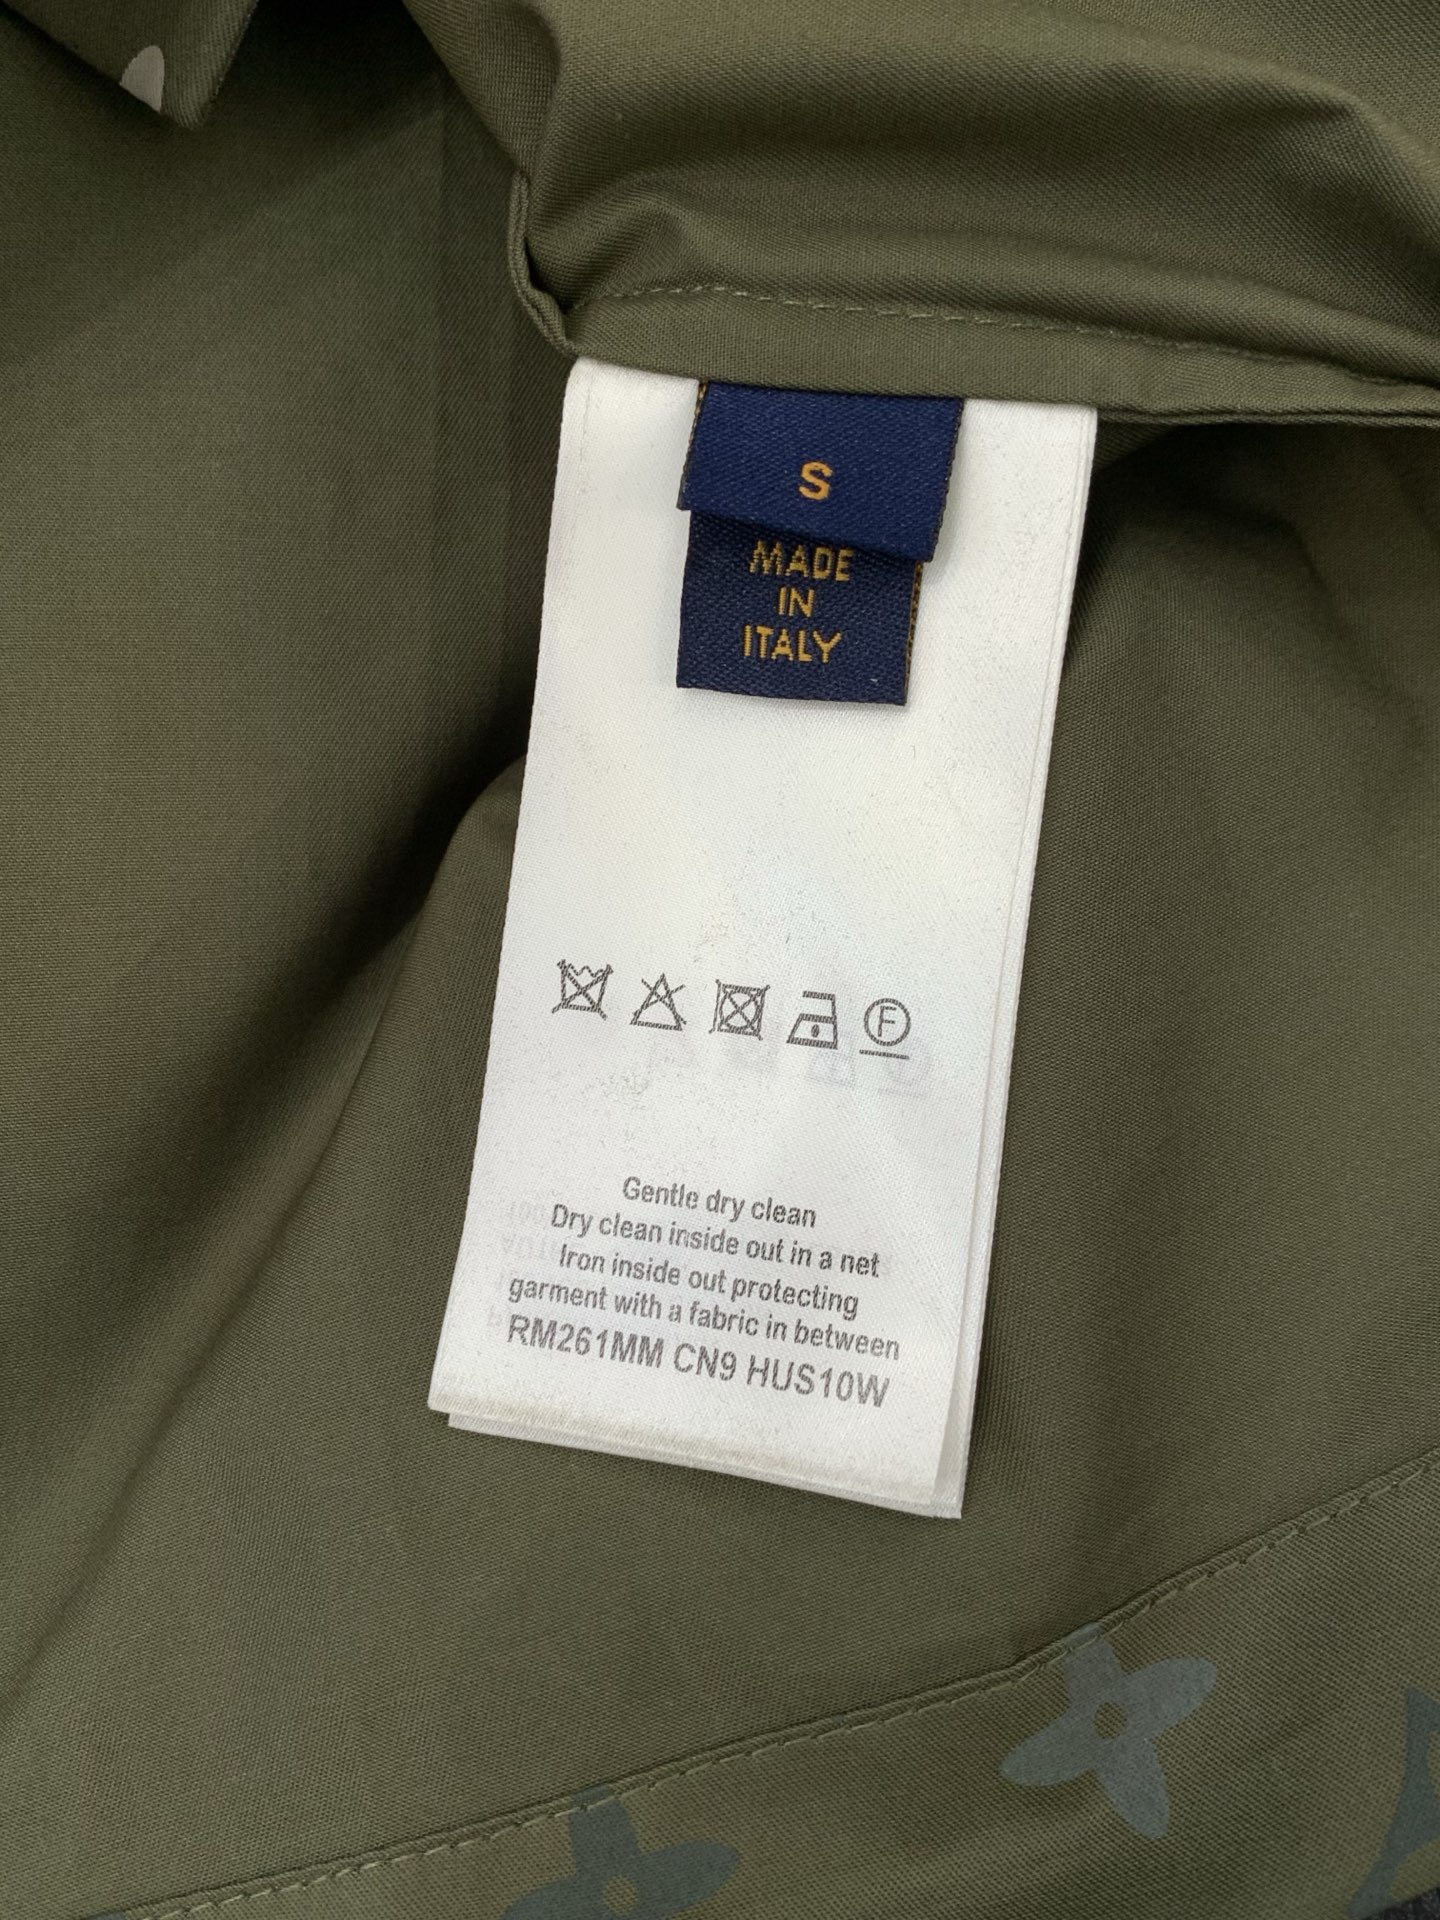 S
MADE
IN
ITALY
F
Gentle dry clean
Dry clean inside out in a net
Iron inside out protecting
garment with a fabric in between
RM261MM CN9 HUS10W